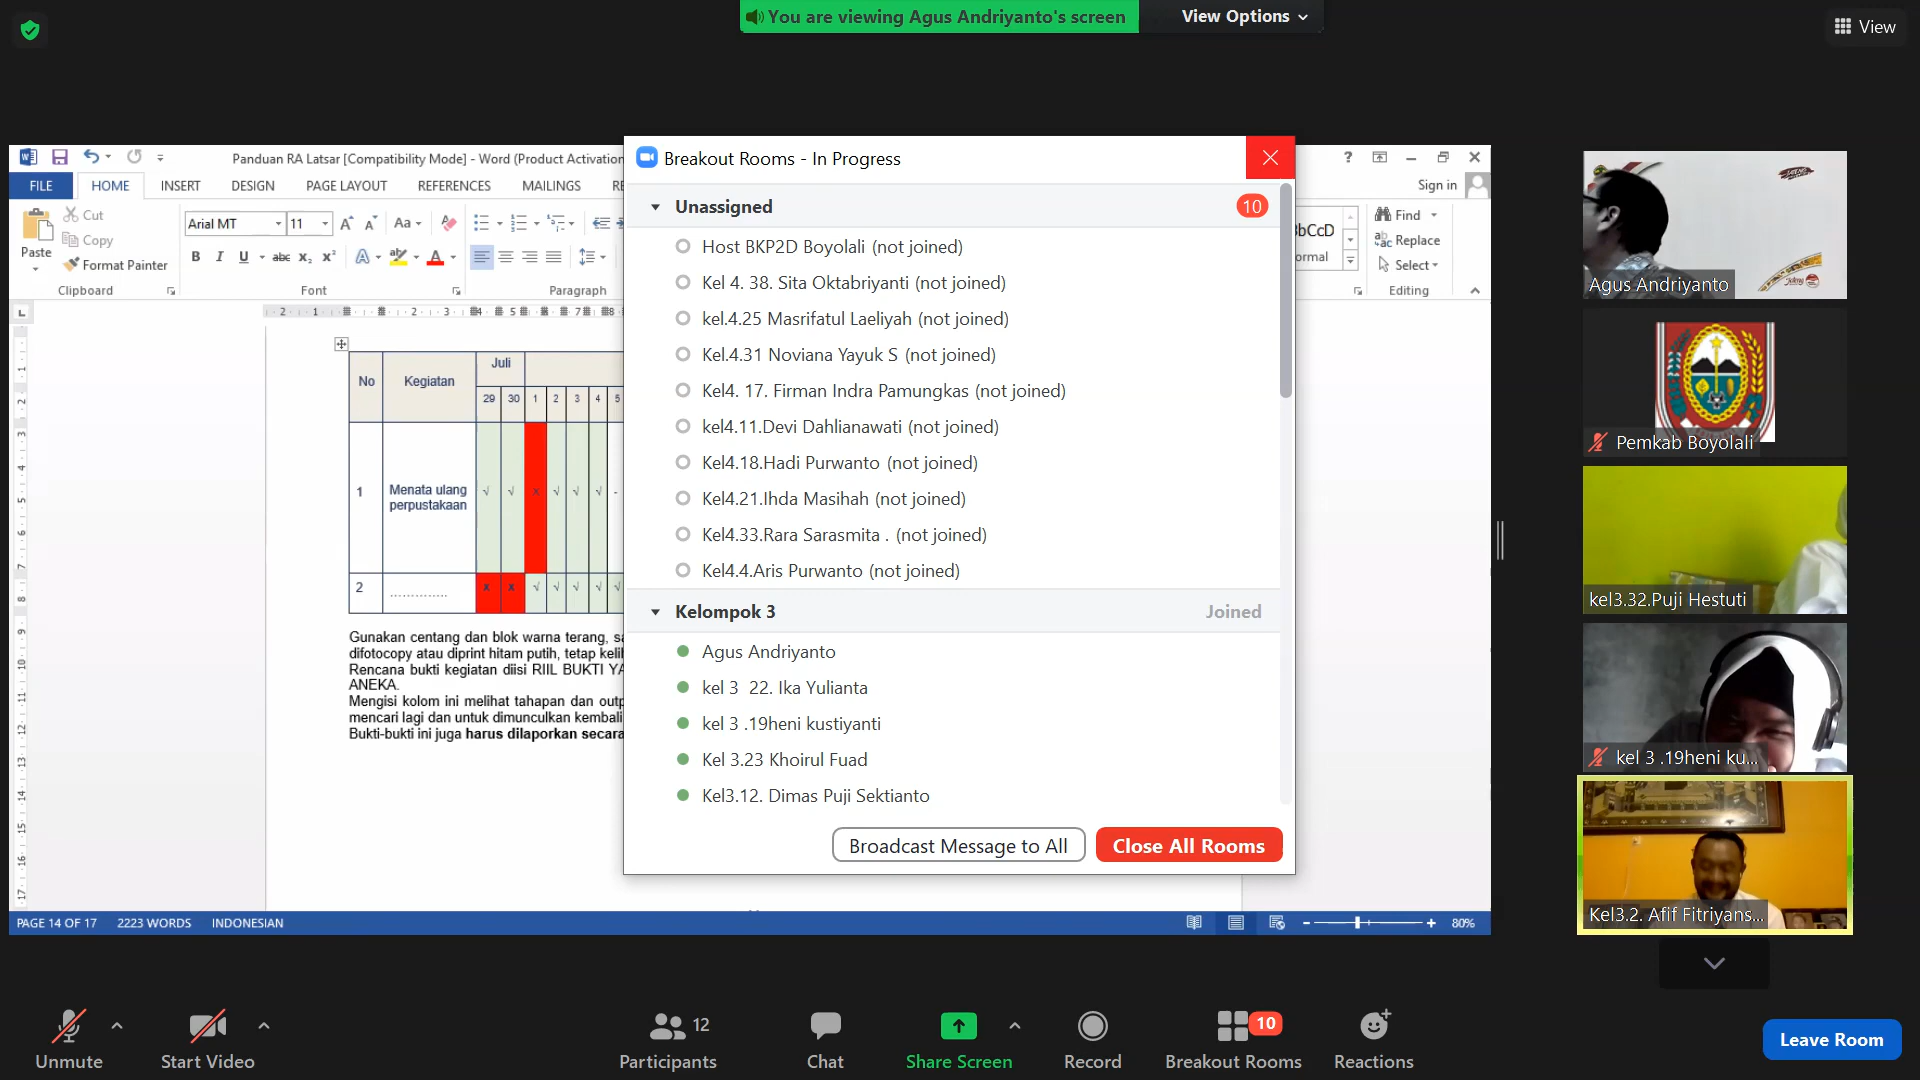 You are viewing Agus Andriyanto's screen
View Options
View
Panduan RA Latsar [Compatibility Mode] - Word (Product Activation
FILE HOME INSERT DESIGN PAGE LAYOUT REFERENCES MAILINGS RE
Sign in
Paste
Cut
Copy
Format Painter
Clipboard
Arial MT 11
Font
Paragraph
BbCcD
ormal
Find
Replace
Select
Editing
No Kegiatan Juli
29 30 1 2 3 4 5
1 Menata ulang perpustakaan √ √ x √ √ √ -
2 .............. x x √ √ √ √ √
Gunakan centang dan blok warna terang, sa
difotocopy atau diprint hitam putih, tetap kelih
Rencana bukti kegiatan diisi RIIL BUKTI YA
ANEKA.
Mengisi kolom ini melihat tahapan dan outp
mencari lagi dan untuk dimunculkan kembali
Bukti-bukti ini juga harus dilaporkan secara
PAGE 14 OF 17 2223 WORDS INDONESIAN
80%
Breakout Rooms - In Progress
Unassigned 10
Host BKP2D Boyolali (not joined)
Kel 4. 38. Sita Oktabriyanti (not joined)
kel.4.25 Masrifatul Laeliyah (not joined)
Kel.4.31 Noviana Yayuk S (not joined)
Kel4. 17. Firman Indra Pamungkas (not joined)
kel4.11.Devi Dahlianawati (not joined)
Kel4.18.Hadi Purwanto (not joined)
Kel4.21.Ihda Masihah (not joined)
Kel4.33.Rara Sarasmita . (not joined)
Kel4.4.Aris Purwanto (not joined)
Kelompok 3 Joined
Agus Andriyanto
kel 3 22. Ika Yulianta
kel 3 .19heni kustiyanti
Kel 3.23 Khoirul Fuad
Kel3.12. Dimas Puji Sektianto
Broadcast Message to All
Close All Rooms
Agus Andriyanto
Pemkab Boyolali
kel3.32.Puji Hestuti
kel 3 .19heni ku...
Kel3.2. Afif Fitriyans...
Unmute
Start Video
Participants 12
Chat
Share Screen
Record
Breakout Rooms 10
Reactions
Leave Room